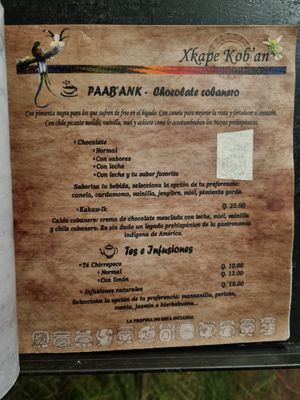 Xkape Kob'an
PAAB'ANK - Chocolate cobanero
Con pimienta negra para los que sufren de frio en el higado. Con canela para mejorar la vista y fortalecer el corazón.
Con chile picante molido, vainilla, miel y achiote como lo acostumbraban los Mayas prehispánicos.
• Chocolate
• Normal
• Con sabores
• Con leche
• Con leche y tu sabor favorito
Saboriza tu bebida, selecciona la opción de tu preferencia:
canela, cardamomo, vainilla, jengibre, miel, pimienta gorda.
• Kakaw-Ik Q. 25.00
Caldo cobanero: crema de chocolate mezclada con leche, miel, vainilla
y chile cobanero. Es sin duda un legado prehispánico de la gastronomía
indígena de América.
Tes e Infusiones
• Té Chirrepeco Q. 10.00
• Normal Q. 13.00
• Con limón Q. 15.00
• Infusiones naturales
Selecciona la opción de tu preferencia: manzanilla, pericón,
menta, jazmín o hierbabuena.
LA PROPINA NO ESTÁ INCLUIDA